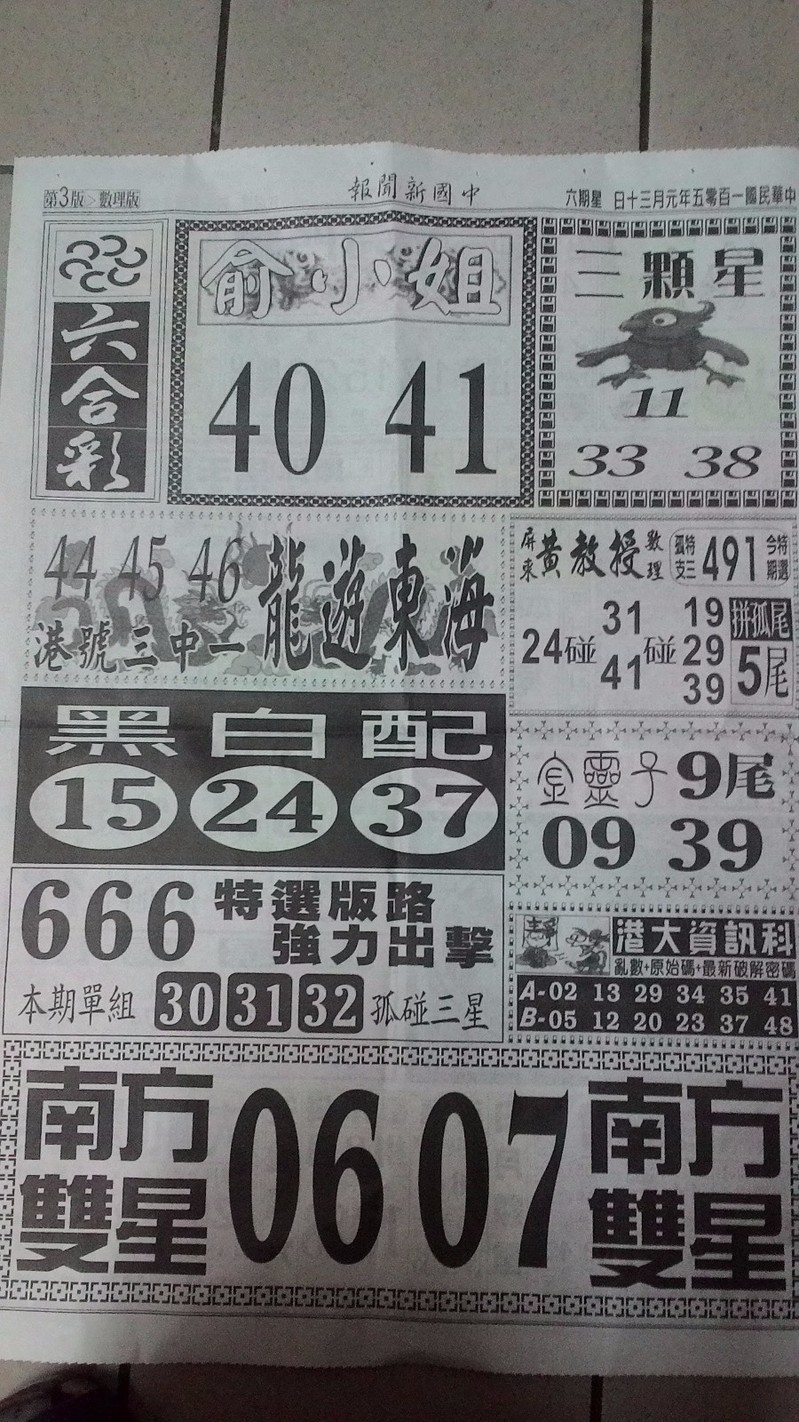 第3版>數理版
報聞新國中
中華民國一百零五年元月三十日 星期六
六合彩
俞小姐
40 41
三顆星
11
33 38
44 45 46
龍遊東海
港號三中一
屏東黃教授數理
特三孤支
491
今期特選
24碰
31
41
碰
19
29
39
拼孤尾
5尾
黑白配
15 24 37
金靈子 9尾
09 39
666 特選版路
強力出擊
本期單組 30 31 32 孤碰三星
港大資訊科
亂數+原始碼+最新破解密碼
A-02 13 29 34 35 41
B-05 12 20 23 37 48
南方雙星
06 07
南方雙星